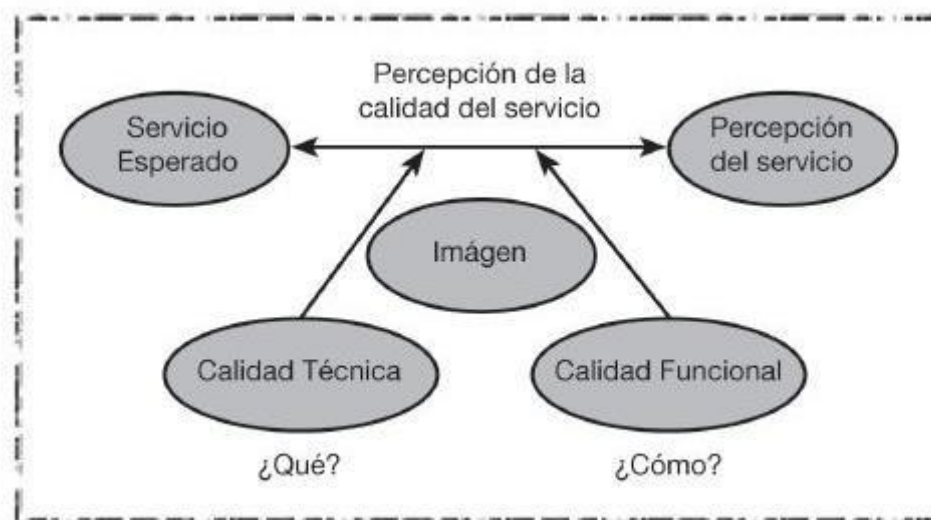 Percepción de la
calidad del servicio
Servicio
Esperado
Percepción
del servicio
Imágen
Calidad Técnica
Calidad Funcional
¿Qué?
¿Cómo?